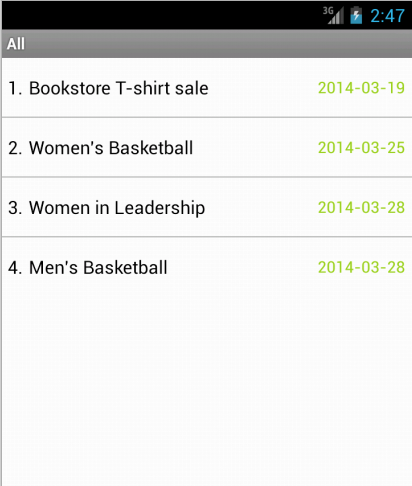 3G 2:47
All
1. Bookstore T-shirt sale 2014-03-19
2. Women's Basketball 2014-03-25
3. Women in Leadership 2014-03-28
4. Men's Basketball 2014-03-28